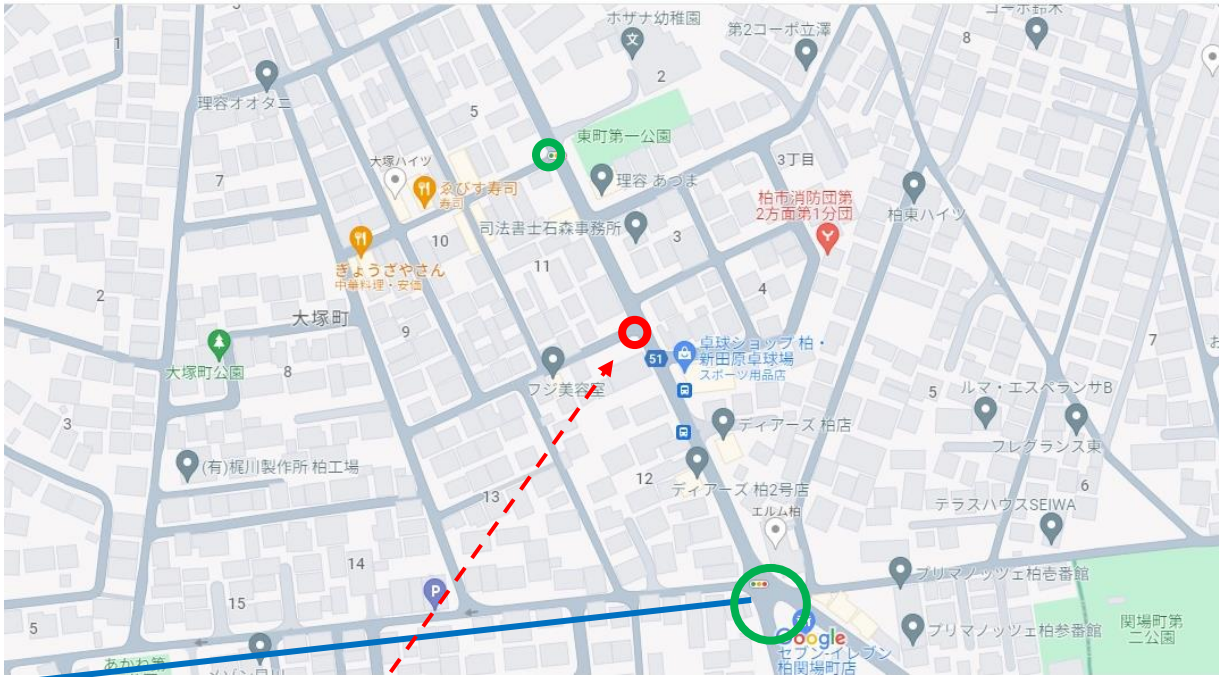 ホザナ幼稚園
コーポ鈴木
第2コーポ立澤
1
8
2
理容オオタニ
5
東町第一公園
大塚ハイツ
3丁目
7
ゑびす寿司
寿司
理容 あづま
柏市消防団第
2方面第1分団
柏東ハイツ
司法書士石森事務所
10
3
ぎょうざやさん
中華料理・安価
11
2
4
大塚町
9
卓球ショップ 柏・
新田原卓球場
スポーツ用品店
51
7
大塚町公園
8
フジ美容室
5
ルマ・エスペランサB
3
ディアーズ 柏店
フレグランス東
(有)梶川製作所 柏工場
12
ディアーズ 柏2号店
6
13
エルム柏
テラスハウスSEIWA
14
プリマノッツェ柏壱番館
P
15
5
関場町第
二公園
プリマノッツェ柏参番館
Google
セブン-イレブン
柏関場町店
あかね第